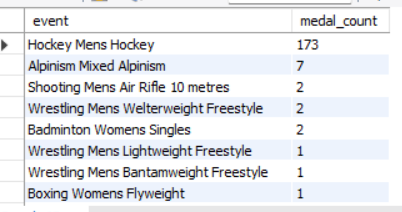 event medal_count
Hockey Mens Hockey 173
Alpinism Mixed Alpinism 7
Shooting Mens Air Rifle 10 metres 2
Wrestling Mens Welterweight Freestyle 2
Badminton Womens Singles 2
Wrestling Mens Lightweight Freestyle 1
Wrestling Mens Bantamweight Freestyle 1
Boxing Womens Flyweight 1